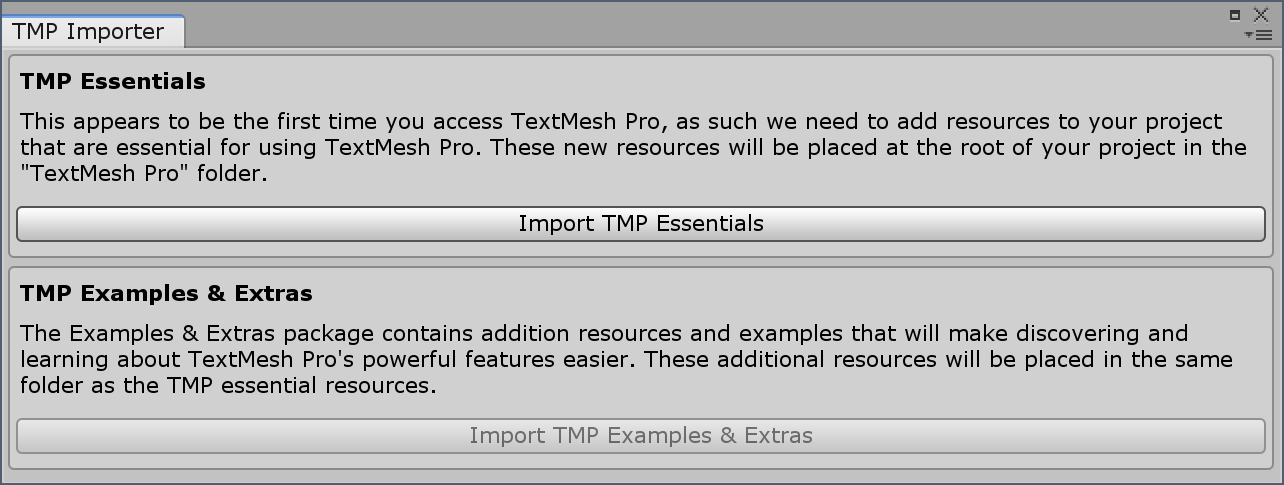 TMP Importer
TMP Essentials
This appears to be the first time you access TextMesh Pro, as such we need to add resources to your project
that are essential for using TextMesh Pro. These new resources will be placed at the root of your project in the
"TextMesh Pro" folder.
Import TMP Essentials
TMP Examples & Extras
The Examples & Extras package contains addition resources and examples that will make discovering and
learning about TextMesh Pro's powerful features easier. These additional resources will be placed in the same
folder as the TMP essential resources.
Import TMP Examples & Extras